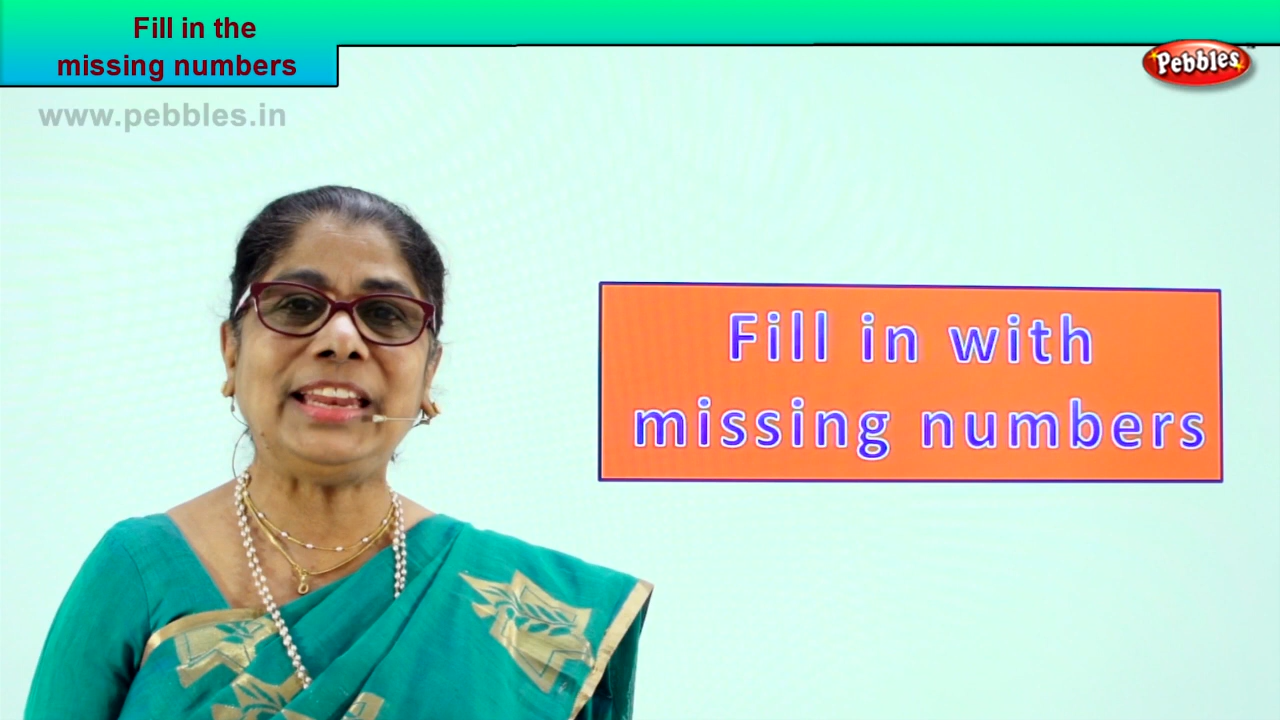 Fill in the
missing numbers
www.pebbles.in
Pebbles
Fill in with
missing numbers